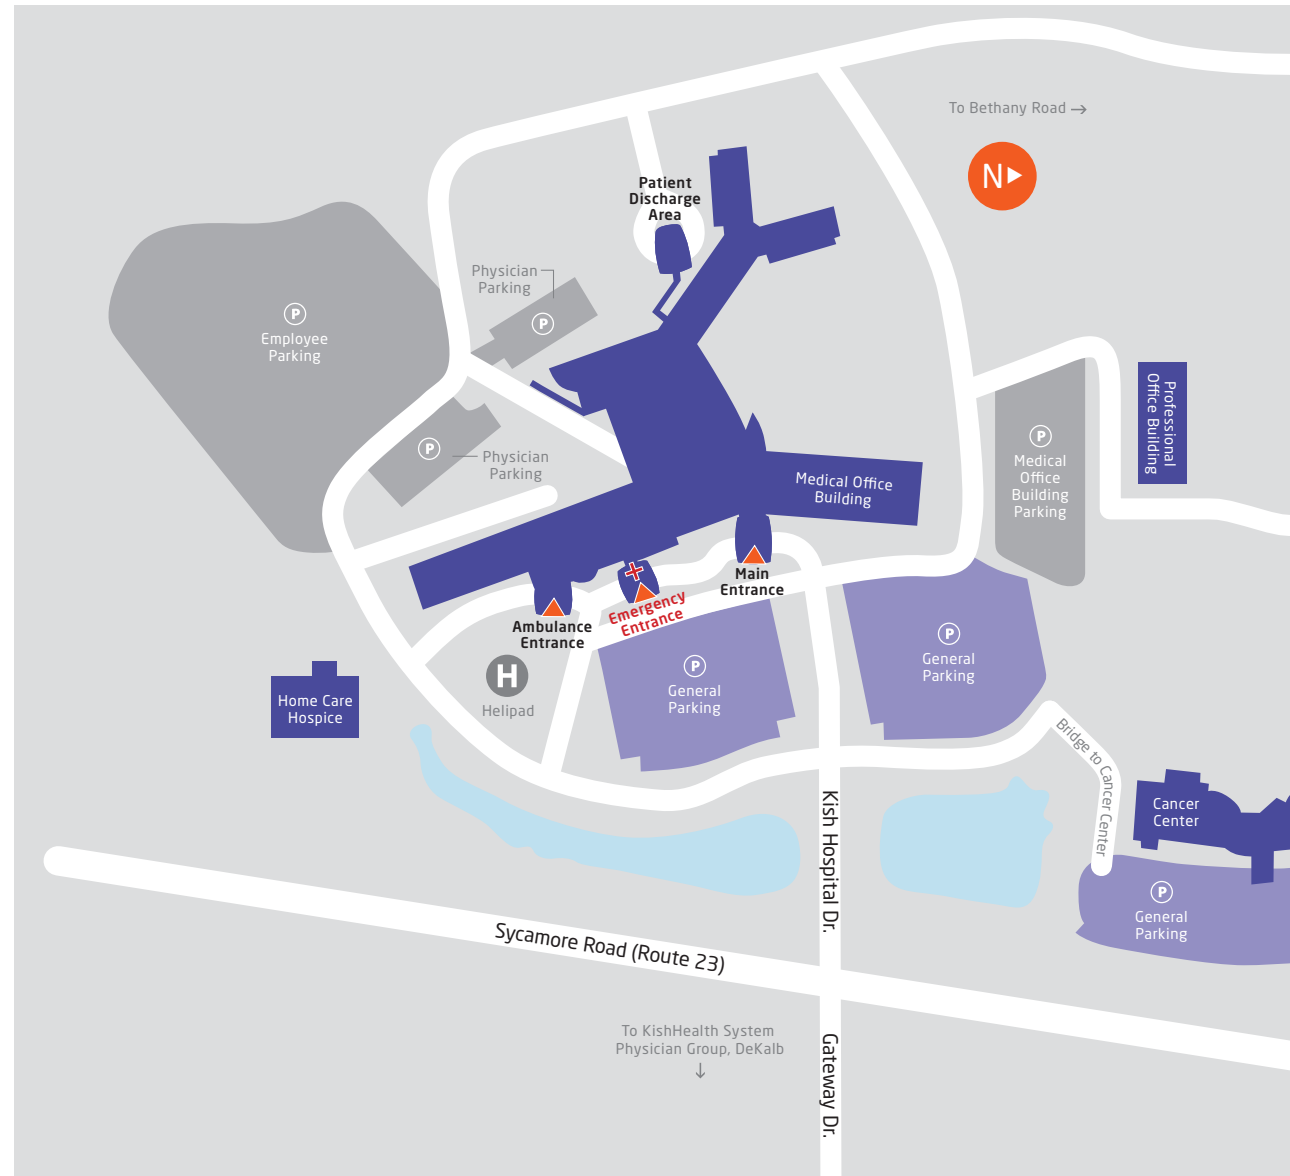 To Bethany Road →
N
Patient
Discharge
Area
Physician
Parking
P
P
Employee
Parking
P
Physician
Parking
Professional
Office Building
P
Medical
Office
Building
Parking
Medical Office
Building
Main
Entrance
Emergency
Entrance
Ambulance
Entrance
H
Helipad
Home Care
Hospice
P
General
Parking
P
General
Parking
Bridge to Cancer Center
Cancer
Center
P
General
Parking
Kish Hospital Dr.
Sycamore Road (Route 23)
To KishHealth System
Physician Group, DeKalb
↓
Gateway Dr.